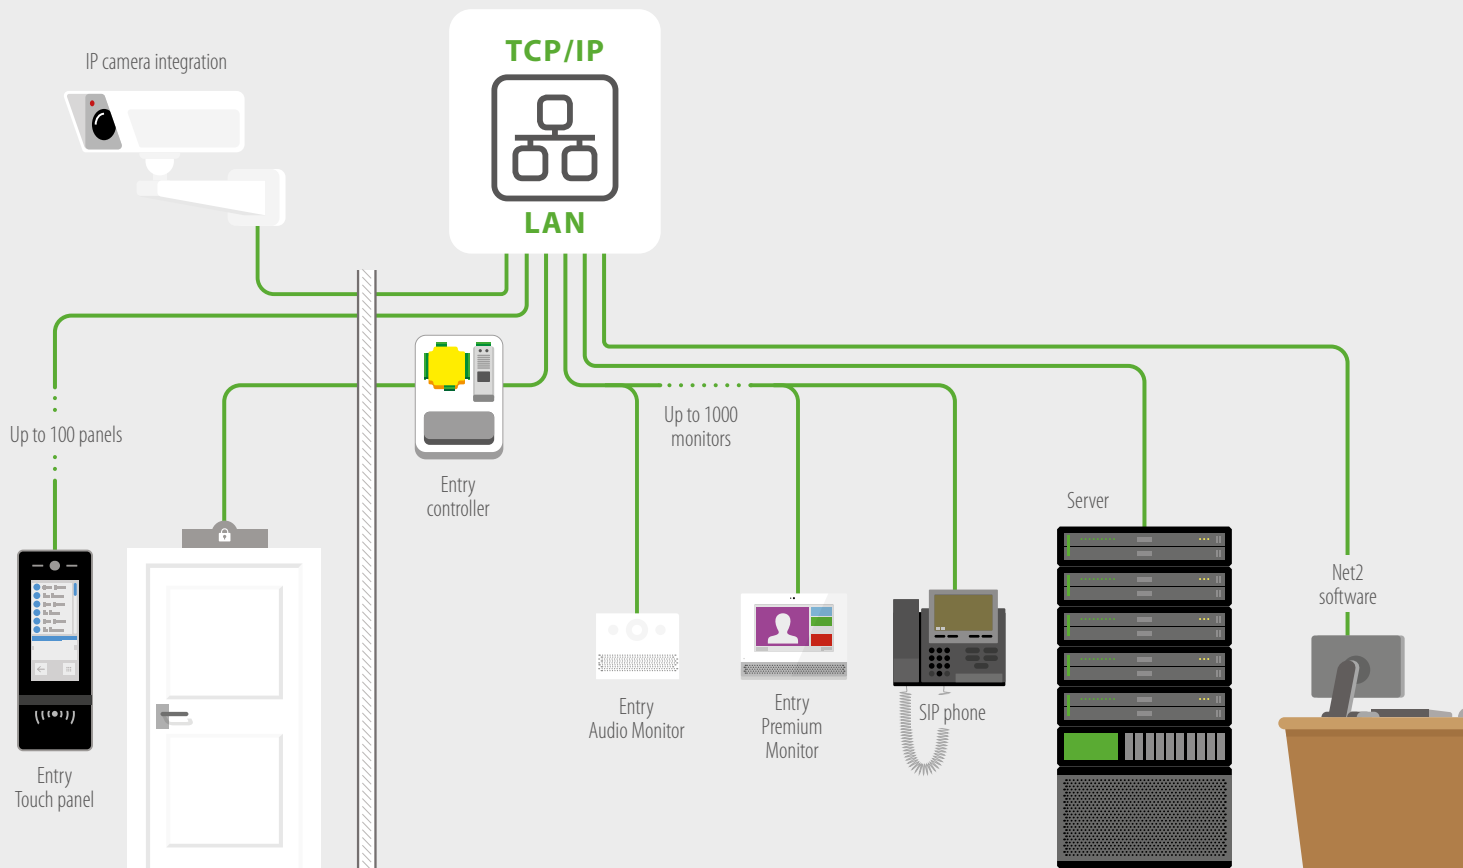 IP camera integration
TCP/IP
LAN
Up to 100 panels
Up to 1000
monitors
Entry
controller
Server
Net2
software
Entry
Audio Monitor
Entry
Premium
Monitor
SIP phone
Entry
Touch panel